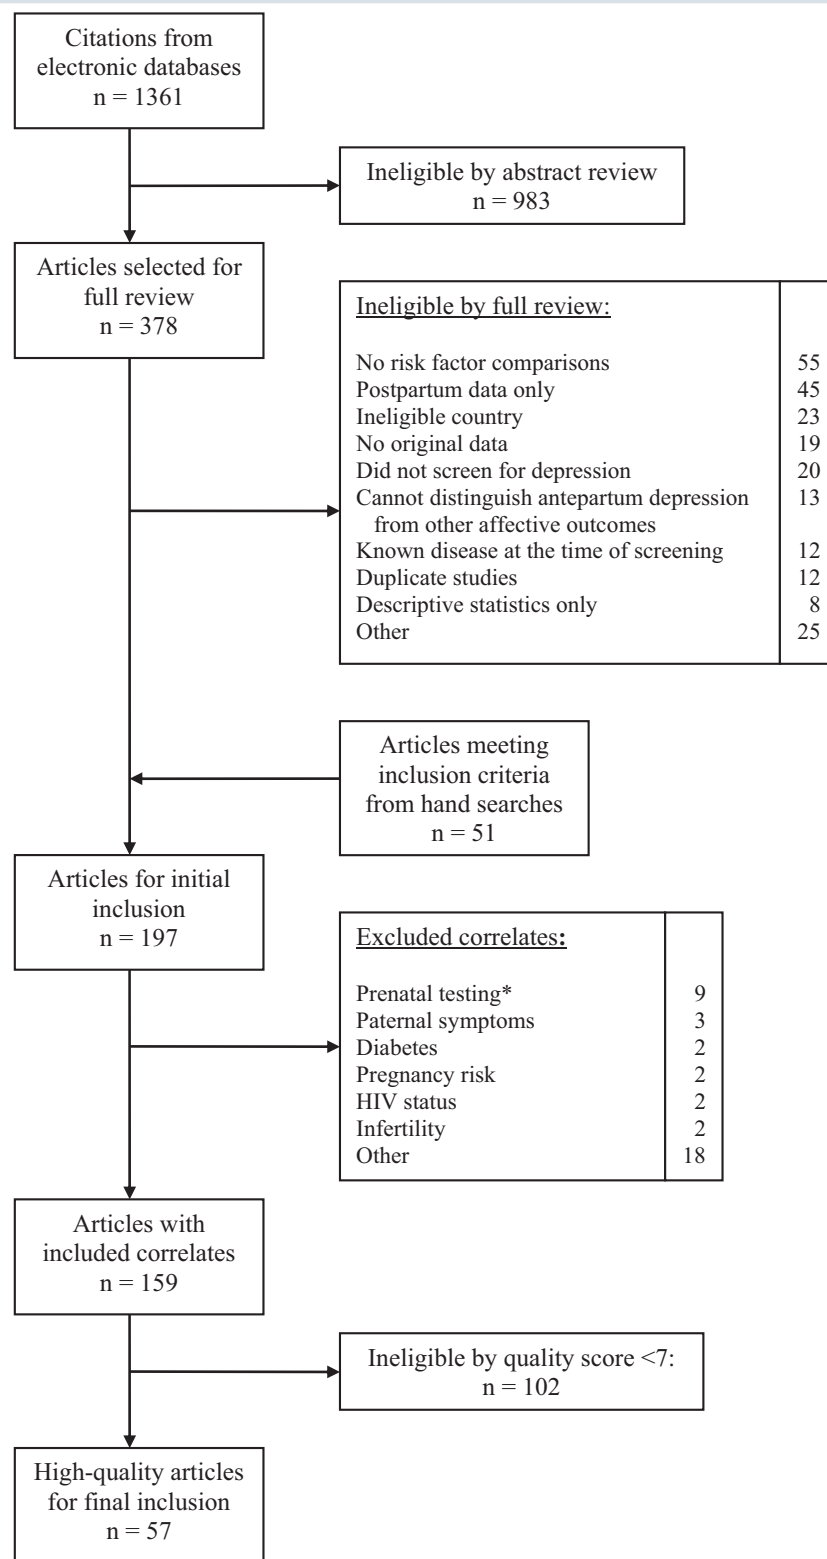 Citations from
electronic databases
n = 1361
Ineligible by abstract review
n = 983
Articles selected for
full review
n = 378
Ineligible by full review:
No risk factor comparisons 55
Postpartum data only 45
Ineligible country 23
No original data 19
Did not screen for depression 20
Cannot distinguish antepartum depression 13
from other affective outcomes
Known disease at the time of screening 12
Duplicate studies 12
Descriptive statistics only 8
Other 25
Articles meeting
inclusion criteria
from hand searches
n = 51
Articles for initial
inclusion
n = 197
Excluded correlates:
Prenatal testing* 9
Paternal symptoms 3
Diabetes 2
Pregnancy risk 2
HIV status 2
Infertility 2
Other 18
Articles with
included correlates
n = 159
Ineligible by quality score <7:
n = 102
High-quality articles
for final inclusion
n = 57